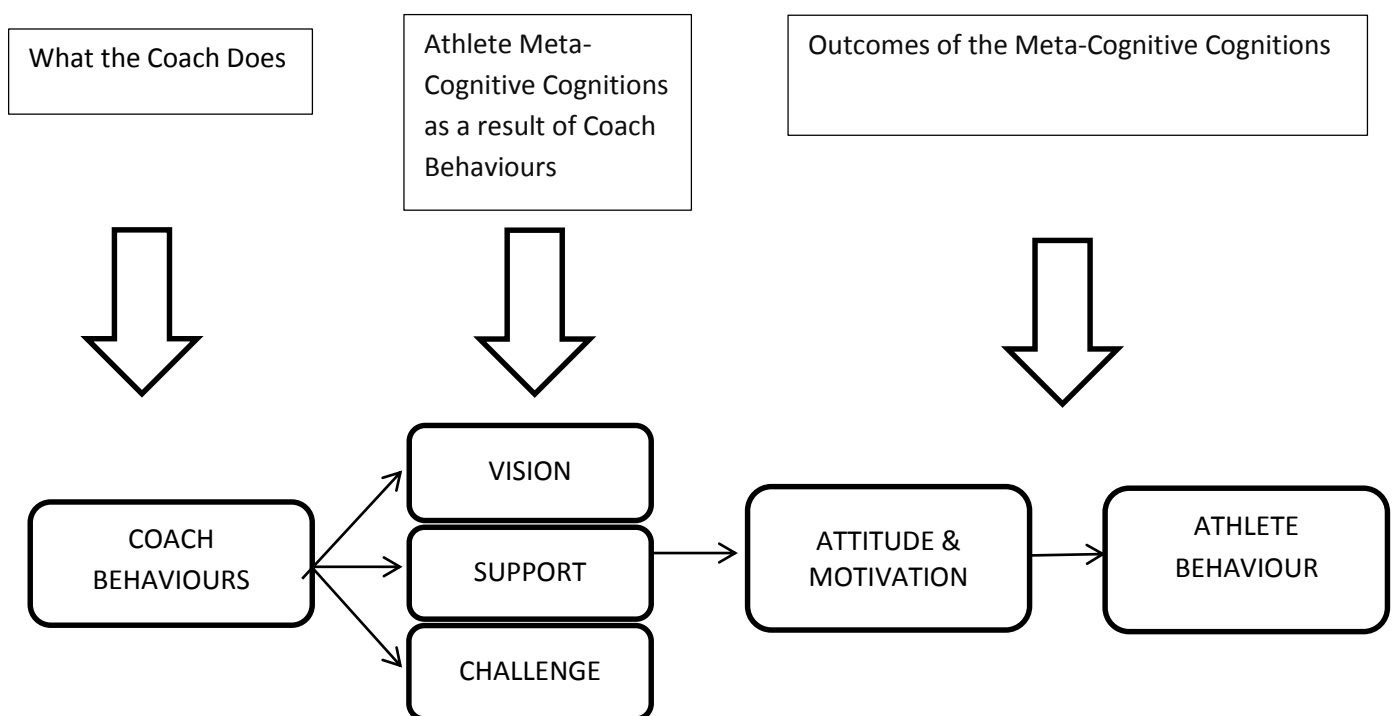 What the Coach Does
Athlete Meta-
Cognitive Cognitions
as a result of Coach
Behaviours
Outcomes of the Meta-Cognitive Cognitions
VISION
COACH
BEHAVIOURS
SUPPORT
CHALLENGE
ATTITUDE &
MOTIVATION
ATHLETE
BEHAVIOUR